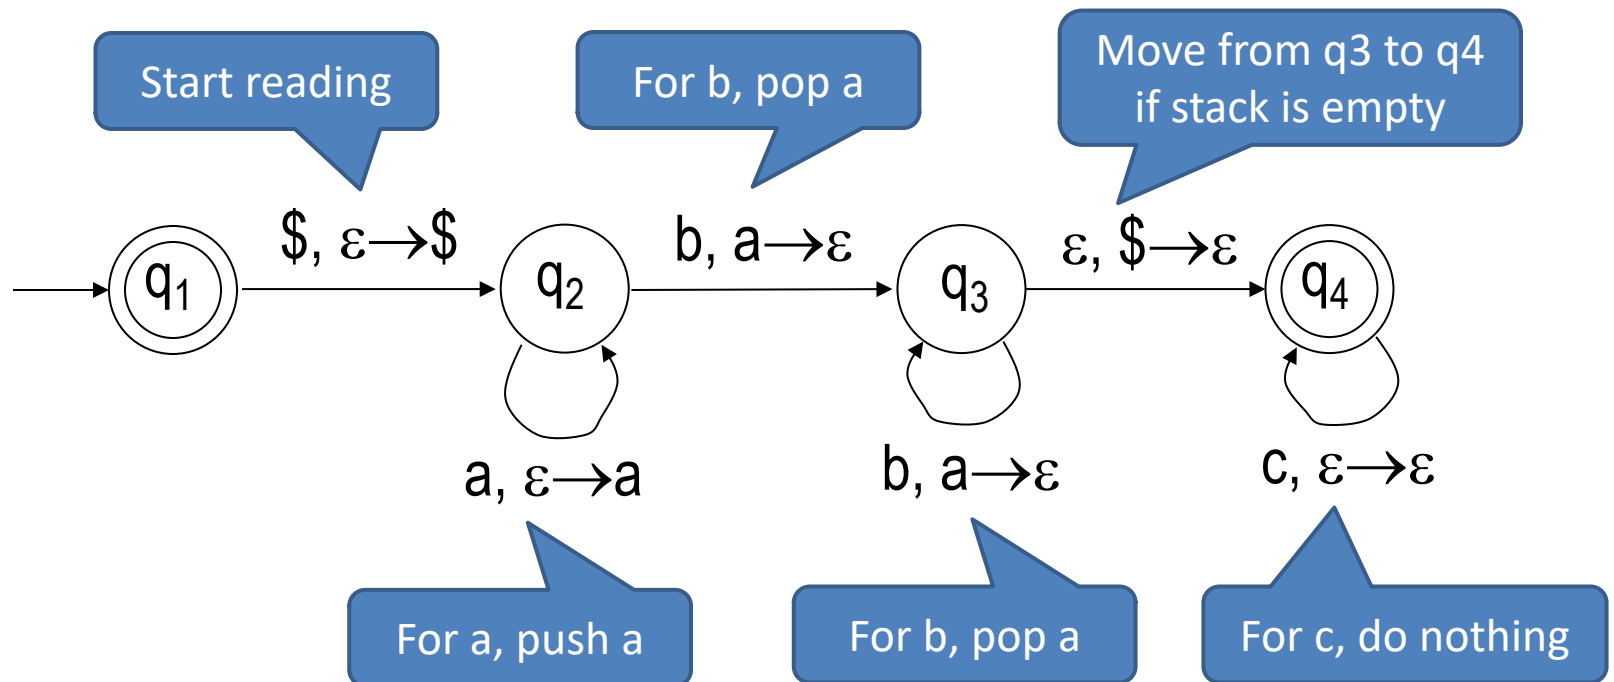 Start reading
For b, pop a
Move from q3 to q4
if stack is empty
$, ε→$
b, a→ε
ε, $→ε
q₁
q₂
q₃
q₄
a, ε→a
b, a→ε
c, ε→ε
For a, push a
For b, pop a
For c, do nothing